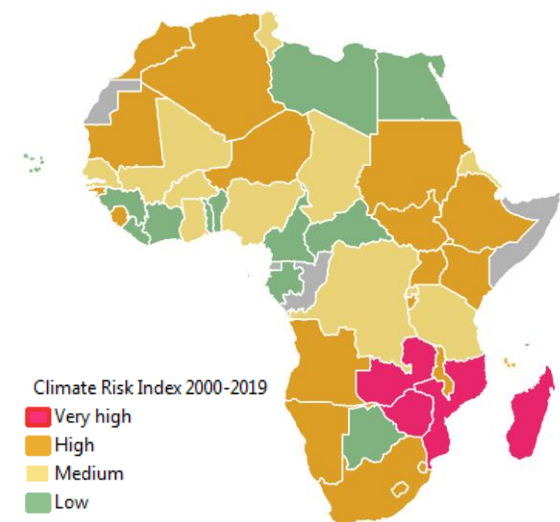 Climate Risk Index 2000-2019
Very high
High
Medium
Low